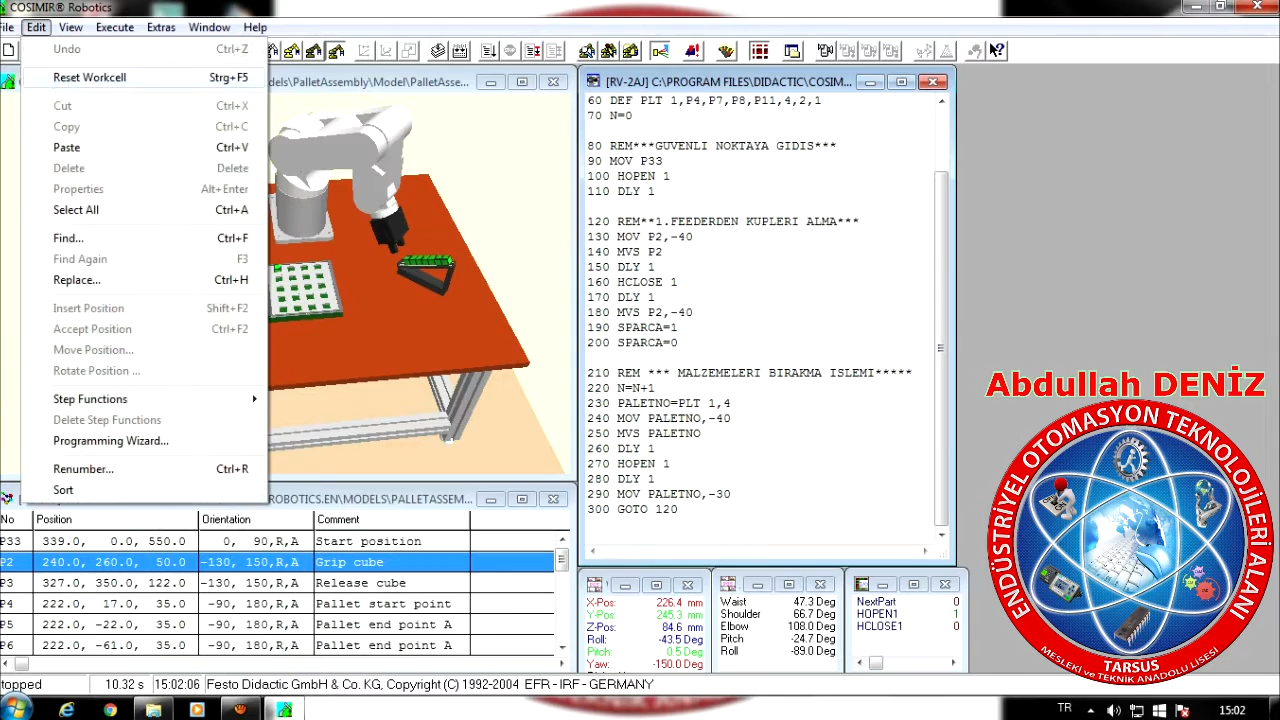 COSIMIR® Robotics
File Edit View Execute Extras Window Help
Undo Ctrl+Z
Reset Workcell Strg+F5
Cut Ctrl+X
Copy Ctrl+C
Paste Ctrl+V
Delete Delete
Properties Alt+Enter
Select All Ctrl+A
Find... Ctrl+F
Find Again F3
Replace... Ctrl+H
Insert Position Shift+F2
Accept Position Ctrl+F2
Move Position...
Rotate Position ...
Step Functions
Delete Step Functions
Programming Wizard...
Renumber... Ctrl+R
Sort
dels\PalletAssembly\Model\PalletAsse...
[RV-2AJ] C:\PROGRAM FILES\DIDACTIC\COSIM...
60 DEF PLT 1,P4,P7,P8,P11,4,2,1
70 N=0
80 REM***GUVENLI NOKTAYA GIDIS***
90 MOV P33
100 HOPEN 1
110 DLY 1
120 REM**1.FEEDERDEN KUPLERI ALMA***
130 MOV P2,-40
140 MVS P2
150 DLY 1
160 HCLOSE 1
170 DLY 1
180 MVS P2,-40
190 SPARCA=1
200 SPARCA=0
210 REM *** MALZEMELERI BIRAKMA ISLEMI*****
220 N=N+1
230 PALETNO=PLT 1,4
240 MOV PALETNO,-40
250 MVS PALETNO
260 DLY 1
270 HOPEN 1
280 DLY 1
290 MOV PALETNO,-30
300 GOTO 120
ROBOTICS.EN\MODELS\PALLETASSEM...
No Position Orientation Comment
P33 339.0, 0.0, 550.0 0, 90,R,A Start position
P2 240.0, 260.0, 50.0 -130, 150,R,A Grip cube
P3 327.0, 350.0, 122.0 -130, 150,R,A Release cube
P4 222.0, 17.0, 35.0 -90, 180,R,A Pallet start point
P5 222.0, -22.0, 35.0 -90, 180,R,A Pallet end point A
P6 222.0, -61.0, 35.0 -90, 180,R,A Pallet end point A
X-Pos: 226.4 mm
Y-Pos: 245.3 mm
Z-Pos: 84.6 mm
Roll: -43.5 Deg
Pitch: 0.5 Deg
Yaw: -150.0 Deg
Waist 47.3 Deg
Shoulder 66.7 Deg
Elbow 108.0 Deg
Pitch -24.7 Deg
Roll -89.0 Deg
NextPart 0
HOPEN1 1
HCLOSE1 0
topped 10.32 s 15:02:06 Festo Didactic GmbH & Co. KG, Copyright (C) 1992-2004 EFR - IRF - GERMANY
TR 15:02
Abdullah DENİZ
ENDÜSTRİYEL OTOMASYON TEKNOLOJİLERİ ALANI
TARSUS
MESLEKİ ve TEKNİK ANADOLU LİSESİ